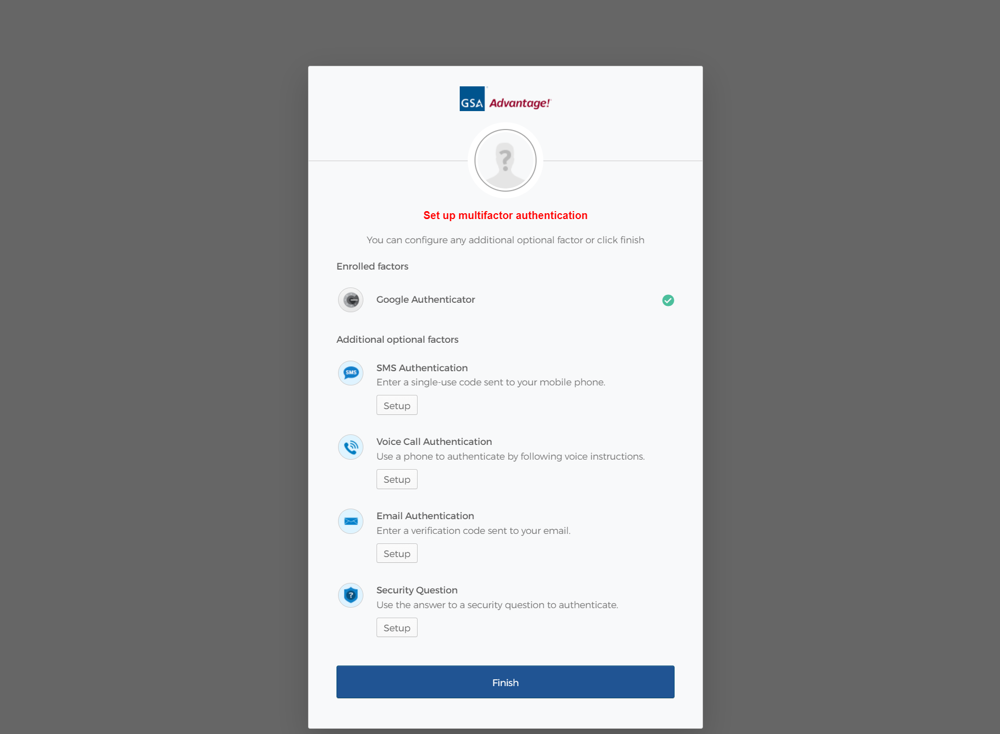 GSA Advantage!
?
Set up multifactor authentication
You can configure any additional optional factor or click finish
Enrolled factors
Google Authenticator
Additional optional factors
SMS
SMS Authentication
Enter a single-use code sent to your mobile phone.
Setup
Voice Call Authentication
Use a phone to authenticate by following voice instructions.
Setup
Email Authentication
Enter a verification code sent to your email.
Setup
?
Security Question
Use the answer to a security question to authenticate.
Setup
Finish